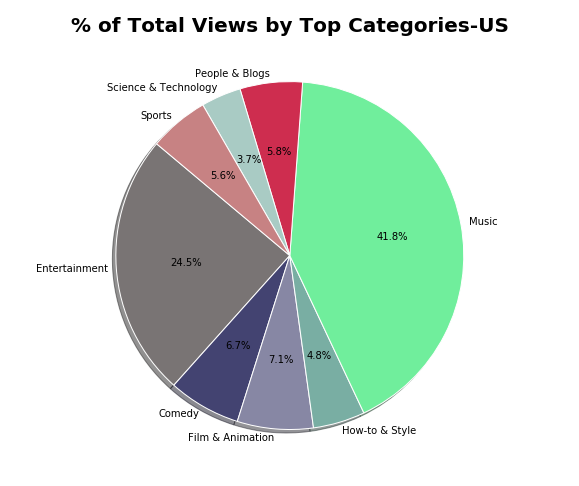 % of Total Views by Top Categories-US
People & Blogs
Science & Technology
Sports
5.8%
3.7%
5.6%
Music
41.8%
Entertainment
24.5%
6.7%
7.1%
4.8%
Comedy
Film & Animation
How-to & Style